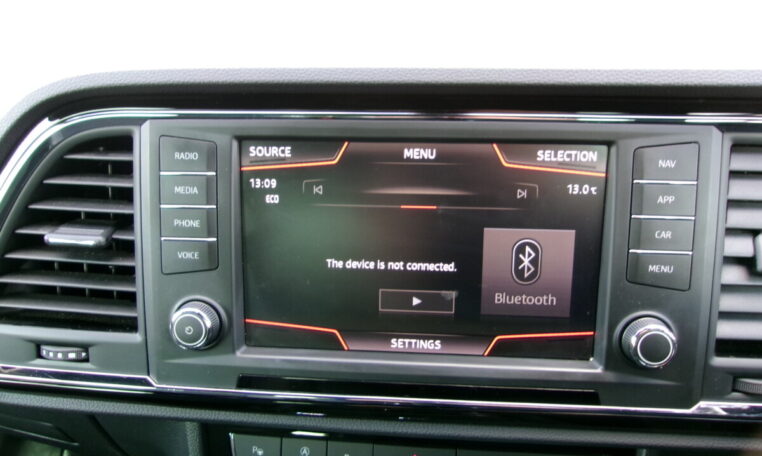 RADIO
MEDIA
PHONE
VOICE
SOURCE
MENU
SELECTION
13:09
ECO
13.0 °C
The device is not connected.
Bluetooth
SETTINGS
NAV
APP
CAR
MENU